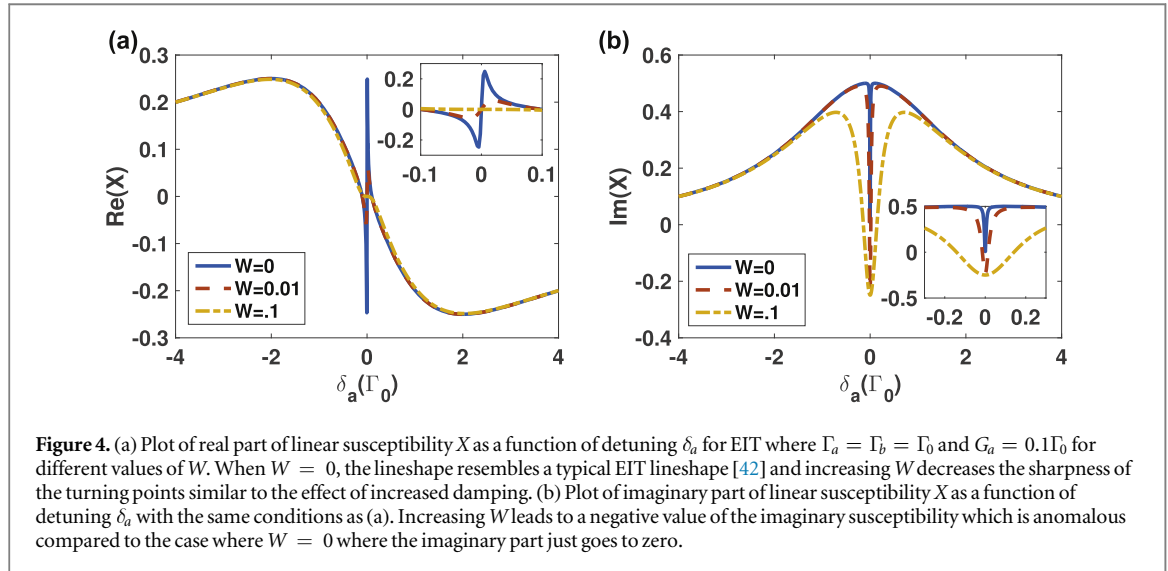 (a)
0.3
0.2
0.1
0
-0.1
-0.2
-0.3
Re(X)
-4
-2
0
2
4
δₐ(Γ₀)
W=0
W=0.01
W=.1
0.2
0
-0.2
-0.1
0
0.1
(b)
0.6
0.4
0.2
0
-0.2
-0.4
Im(X)
-4
-2
0
2
4
δₐ(Γ₀)
W=0
W=0.01
W=.1
0.5
0
-0.5
-0.2
0
0.2
Figure 4. (a) Plot of real part of linear susceptibility X as a function of detuning δₐ for EIT where Γₐ = Γ_b = Γ₀ and Gₐ = 0.1Γ₀ for
different values of W. When W = 0, the lineshape resembles a typical EIT lineshape [42] and increasing W decreases the sharpness of
the turning points similar to the effect of increased damping. (b) Plot of imaginary part of linear susceptibility X as a function of
detuning δₐ with the same conditions as (a). Increasing W leads to a negative value of the imaginary susceptibility which is anomalous
compared to the case where W = 0 where the imaginary part just goes to zero.